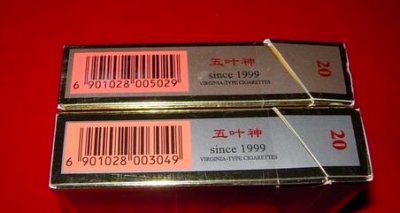 五叶神
since 1999
VIRGINIA-TYPE CIGARETTES
20
6 901028 005029
五叶神
since 1999
VIRGINIA-TYPE CIGARETTES
20
6 901028 003049